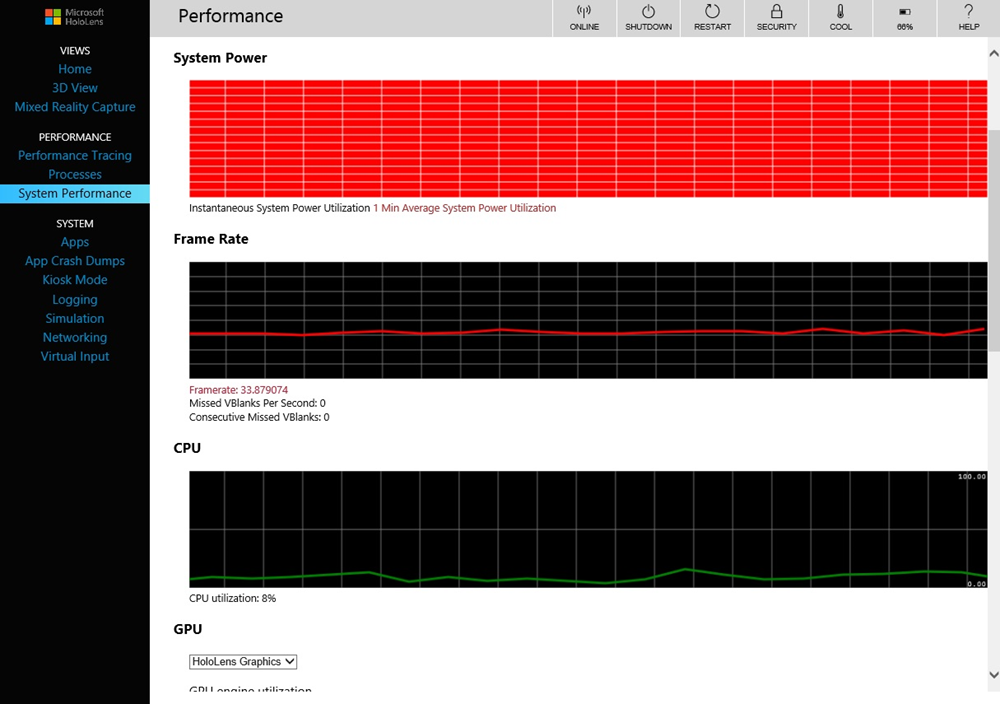 Microsoft
HoloLens
VIEWS
Home
3D View
Mixed Reality Capture
PERFORMANCE
Performance Tracing
Processes
System Performance
SYSTEM
Apps
App Crash Dumps
Kiosk Mode
Logging
Simulation
Networking
Virtual Input
Performance
ONLINE
SHUTDOWN
RESTART
SECURITY
COOL
66%
HELP
System Power
Instantaneous System Power Utilization 1 Min Average System Power Utilization
Frame Rate
Framerate: 33.879074
Missed VBlanks Per Second: 0
Consecutive Missed VBlanks: 0
CPU
100.00
0.00
CPU utilization: 8%
GPU
HoloLens Graphics
GPU engine utilization